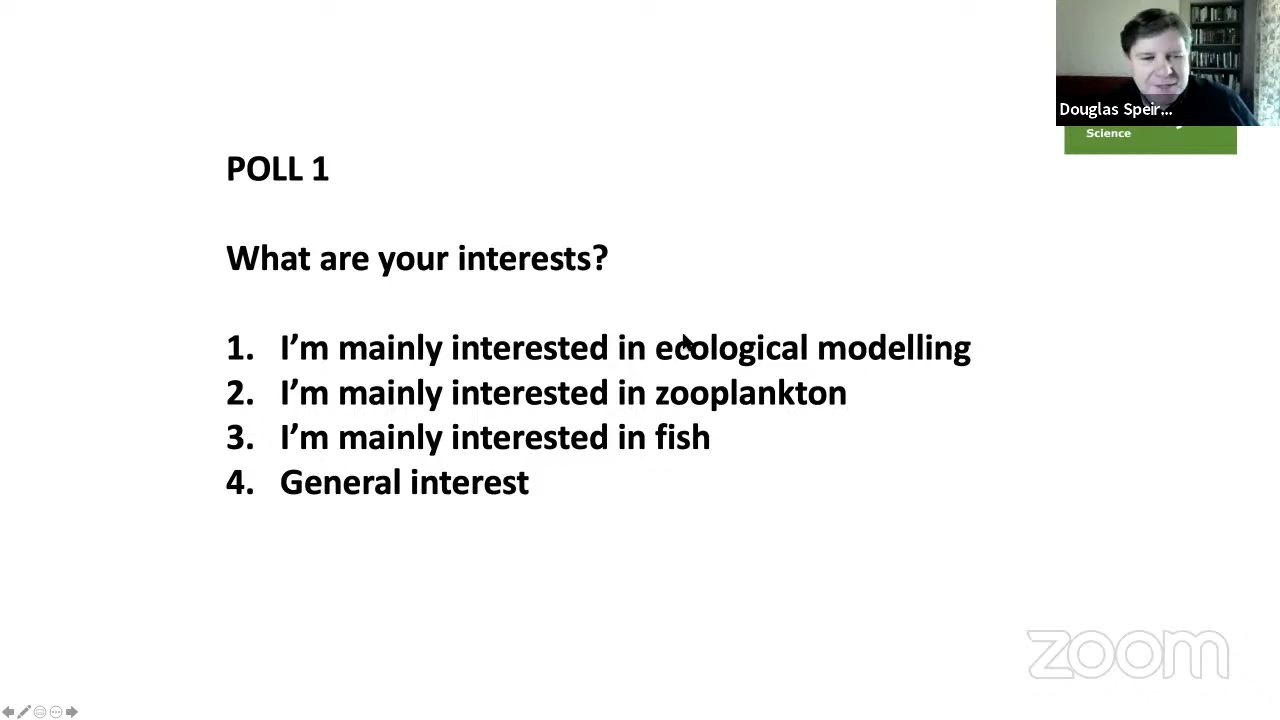 Douglas Speir...
Science
POLL 1
What are your interests?
1. I'm mainly interested in ecological modelling
2. I'm mainly interested in zooplankton
3. I'm mainly interested in fish
4. General interest
zoom